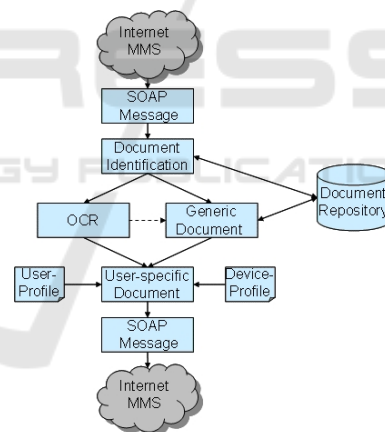 Internet
MMS
SOAP
Message
Document
Identification
OCR
Generic
Document
Document
Repository
User-
Profile
User-specific
Document
Device-
Profile
SOAP
Message
Internet
MMS